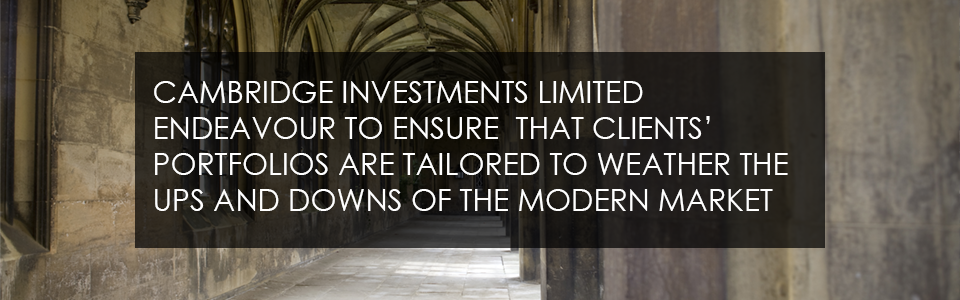 CAMBRIDGE INVESTMENTS LIMITED
ENDEAVOUR TO ENSURE  THAT CLIENTS’
PORTFOLIOS ARE TAILORED TO WEATHER THE
UPS AND DOWNS OF THE MODERN MARKET